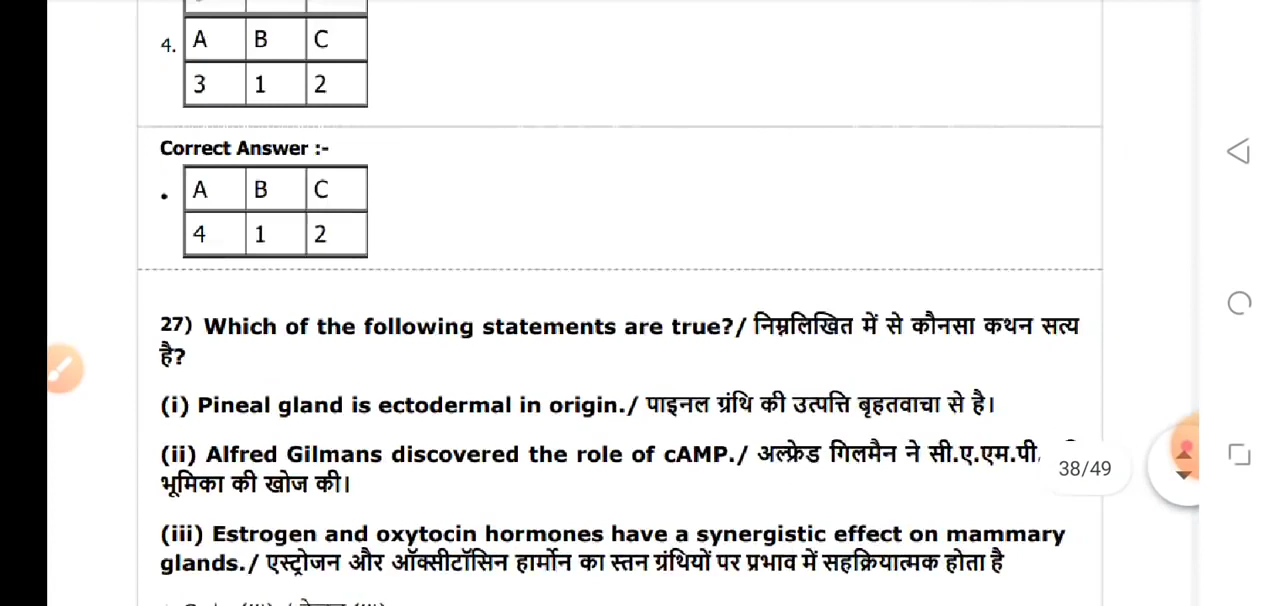 4. A B C
3 1 2
Correct Answer :-
• A B C
4 1 2
27) Which of the following statements are true?/ निम्नलिखित में से कौनसा कथन सत्य
है?
(i) Pineal gland is ectodermal in origin./ पाइनल ग्रंथि की उत्पत्ति बृहतवाचा से है।
(ii) Alfred Gilmans discovered the role of cAMP./ अल्फ्रेड गिलमैन ने सी.ए.एम.पी.
भूमिका की खोज की।
38/49
(iii) Estrogen and oxytocin hormones have a synergistic effect on mammary
glands./ एस्ट्रोजन और ऑक्सीटॉसिन हार्मोन का स्तन ग्रंथियों पर प्रभाव में सहक्रियात्मक होता है